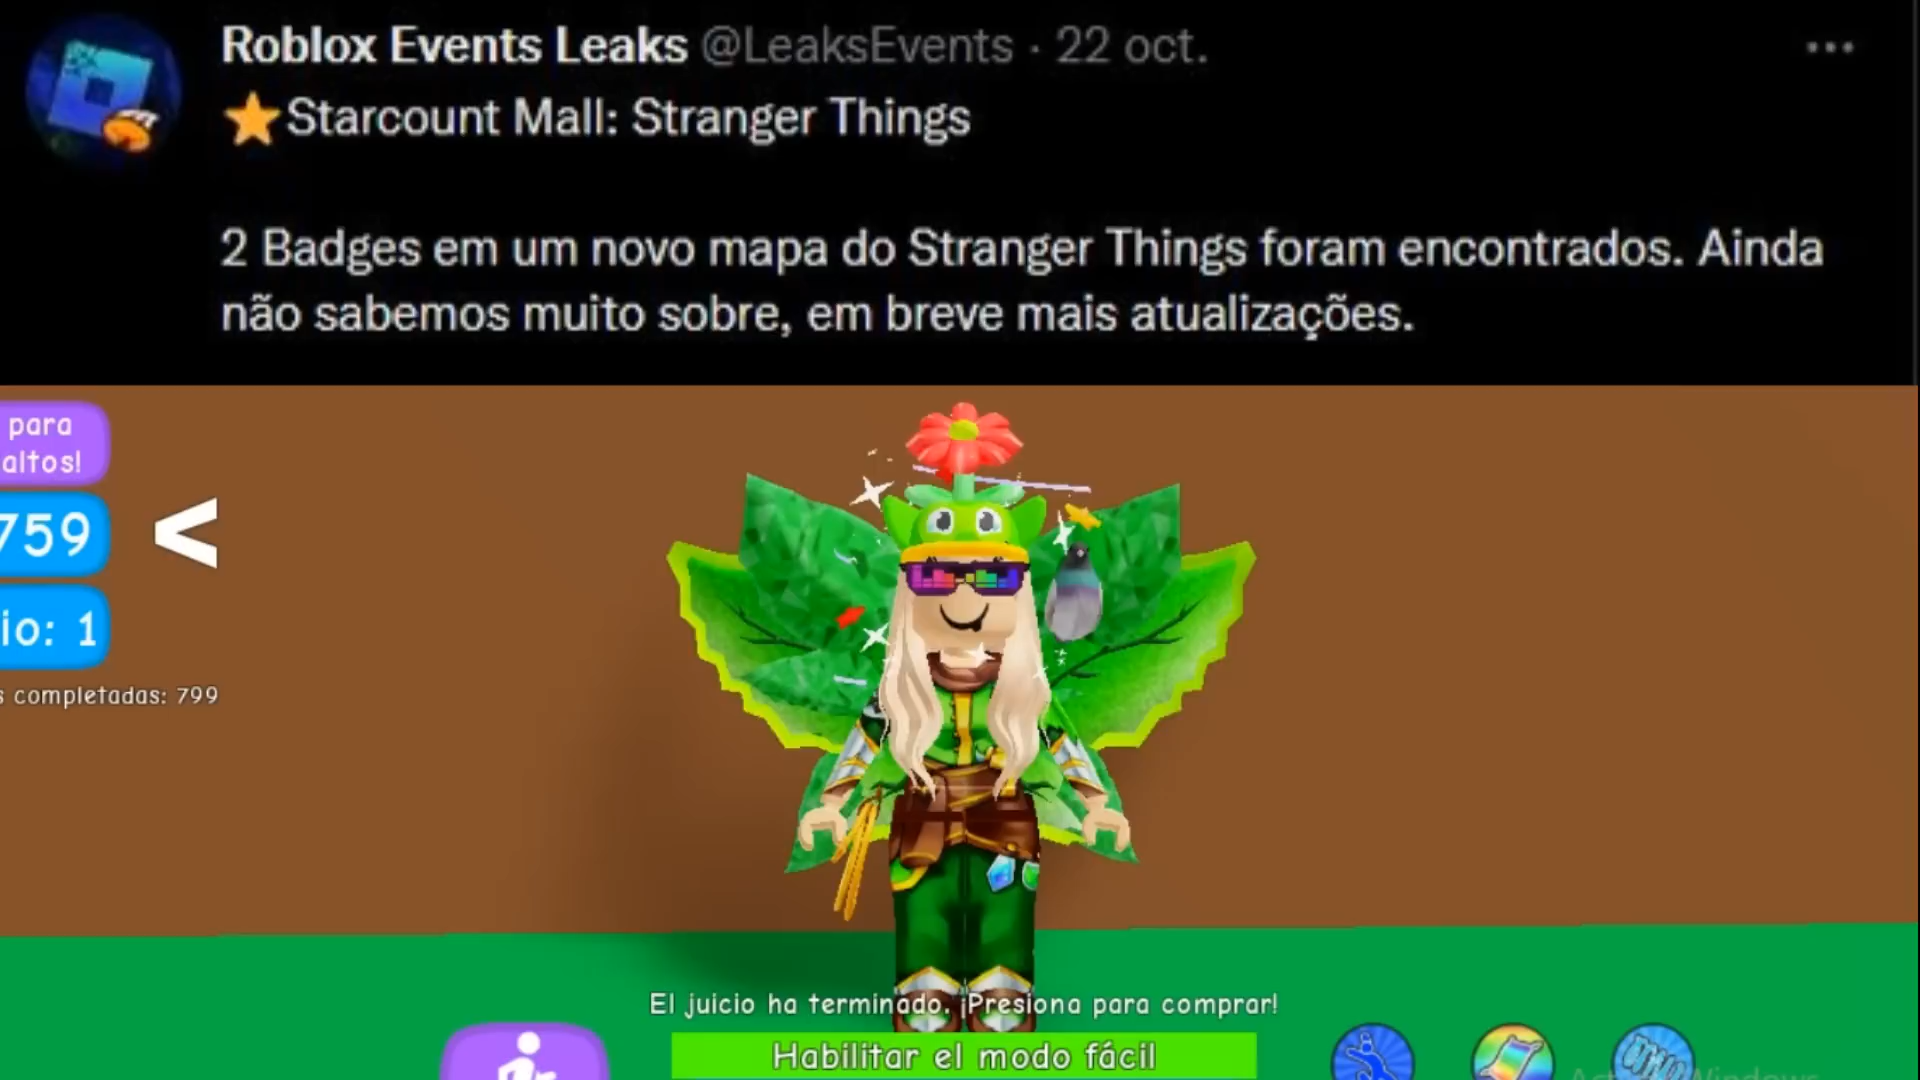 Roblox Events Leaks @LeaksEvents · 22 oct.
⭐Starcount Mall: Stranger Things
2 Badges em um novo mapa do Stranger Things foram encontrados. Ainda
não sabemos muito sobre, em breve mais atualizações.
para
altos!
759
<
io: 1
s completadas: 799
El juicio ha terminado. ¡Presiona para comprar!
Habilitar el modo fácil